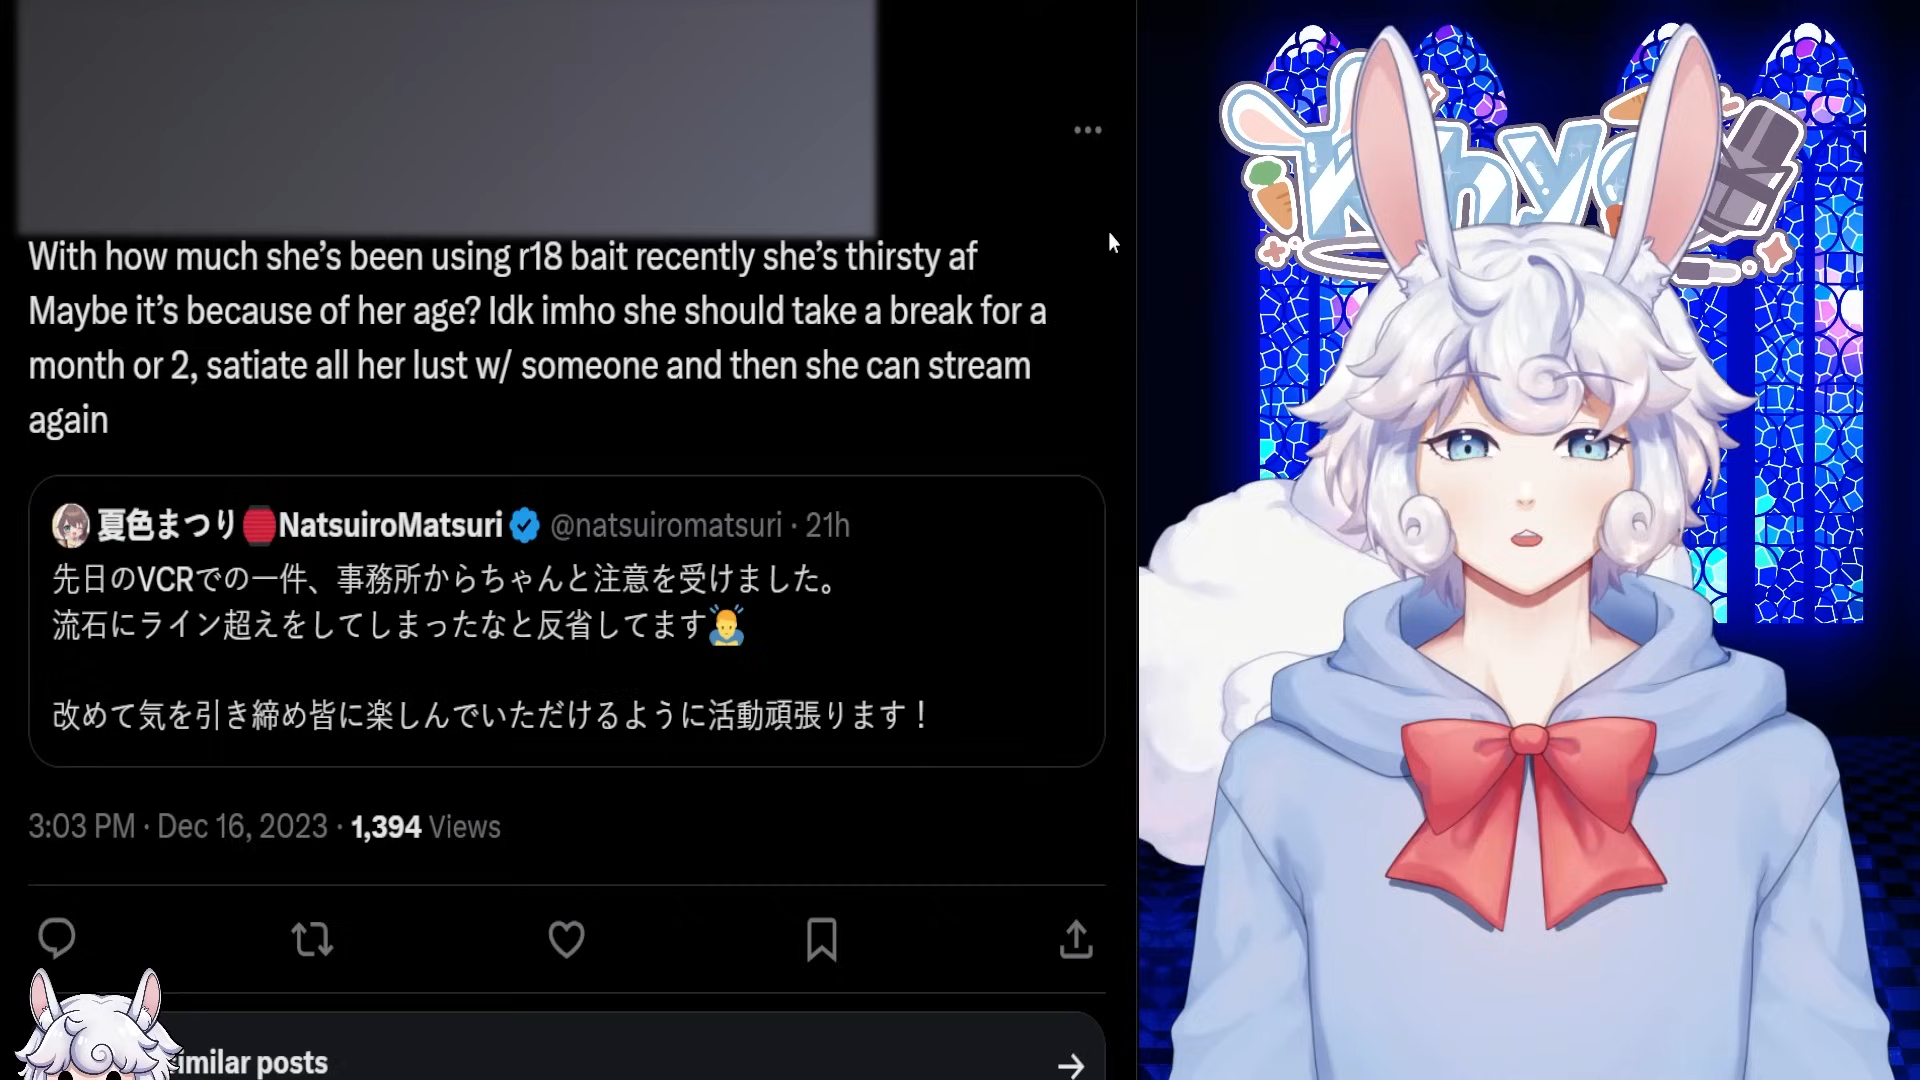 With how much she’s been using r18 bait recently she’s thirsty af
Maybe it’s because of her age? Idk imho she should take a break for a
month or 2, satiate all her lust w/ someone and then she can stream
again
夏色まつり🏮NatsuiroMatsuri @natsuiromatsuri · 21h
先日のVCRでの一件、事務所からちゃんと注意を受けました。
流石にライン超えをしてしまったなと反省してます🙇‍♂️
改めて気を引き締め皆に楽しんでいただけるように活動頑張ります！
3:03 PM · Dec 16, 2023 · 1,394 Views
posts